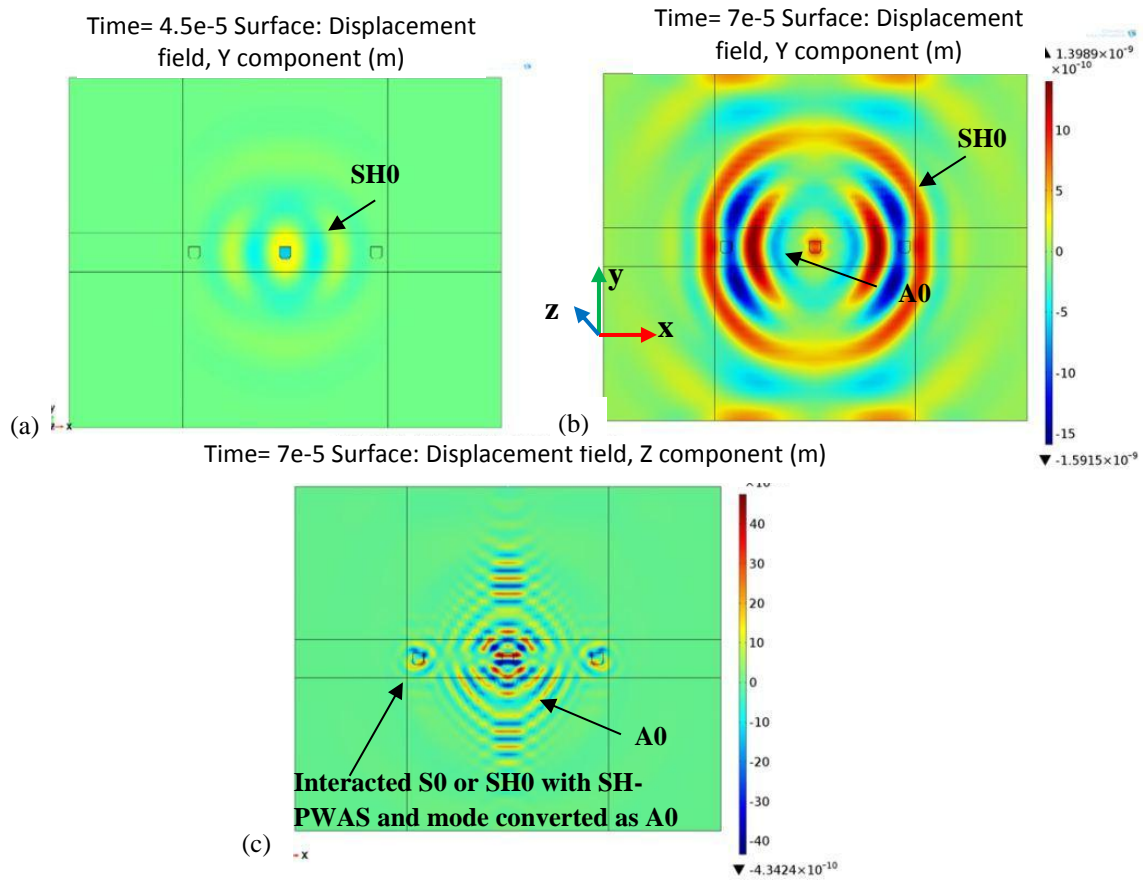 Time= 4.5e-5 Surface: Displacement
field, Y component (m)
SH0
(a)
y
x
Time= 7e-5 Surface: Displacement
field, Y component (m)
▲ 1.3989×10⁻⁹
×10⁻¹⁰
10
5
0
-5
-10
-15
▼ -1.5915×10⁻⁹
SH0
A0
y
z
x
(b)
Time= 7e-5 Surface: Displacement field, Z component (m)
40
30
20
10
0
-10
-20
-30
-40
▼ -4.3424×10⁻¹⁰
A0
Interacted S0 or SH0 with SH-
PWAS and mode converted as A0
(c)
x